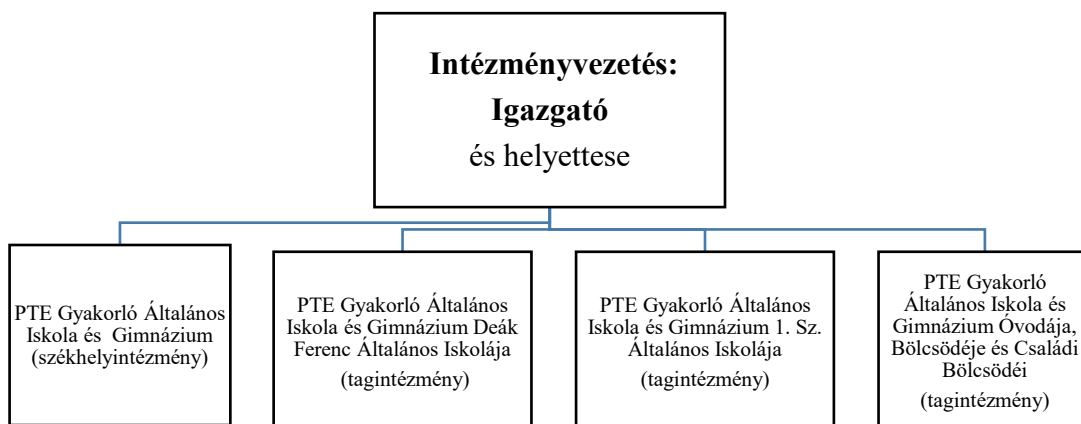 Intézményvezetés:
Igazgató
és helyettese
PTE Gyakorló Általános
Iskola és Gimnázium
(székhelyintézmény)
PTE Gyakorló Általános
Iskola és Gimnázium Deák
Ferenc Általános Iskolája
(tagintézmény)
PTE Gyakorló Általános
Iskola és Gimnázium 1. Sz.
Általános Iskolája
(tagintézmény)
PTE Gyakorló
Általános Iskola és
Gimnázium Óvodája,
Bölcsödéje és Családi
Bölcsödéi
(tagintézmény)